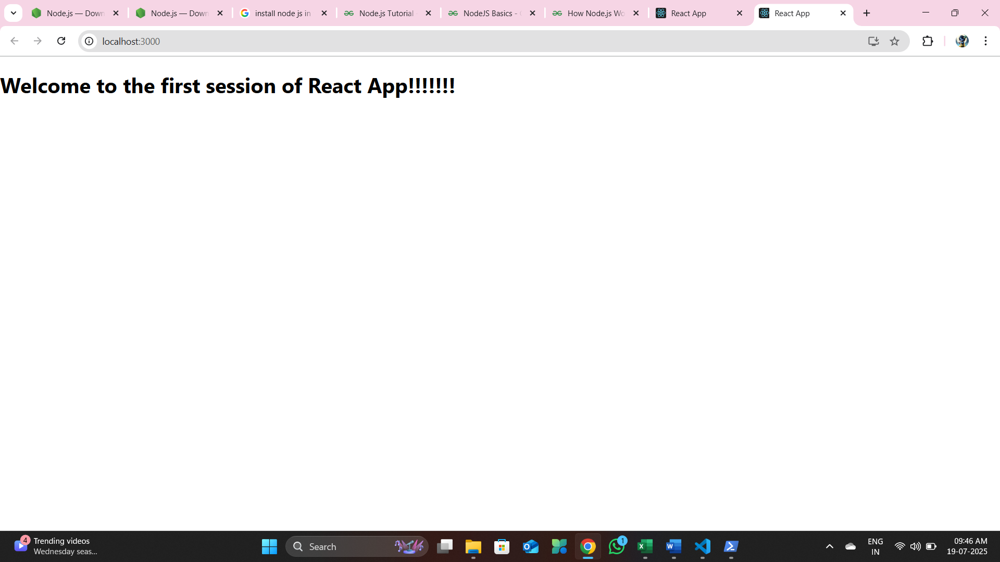 Node.js — Down
Node.js — Down
install node js in
Node.js Tutorial
NodeJS Basics -
How Node.js Wo
React App
React App
localhost:3000
Welcome to the first session of React App!!!!!!!
4
Trending videos
Wednesday seas...
Search
1
ENG
IN
09:46 AM
19-07-2025